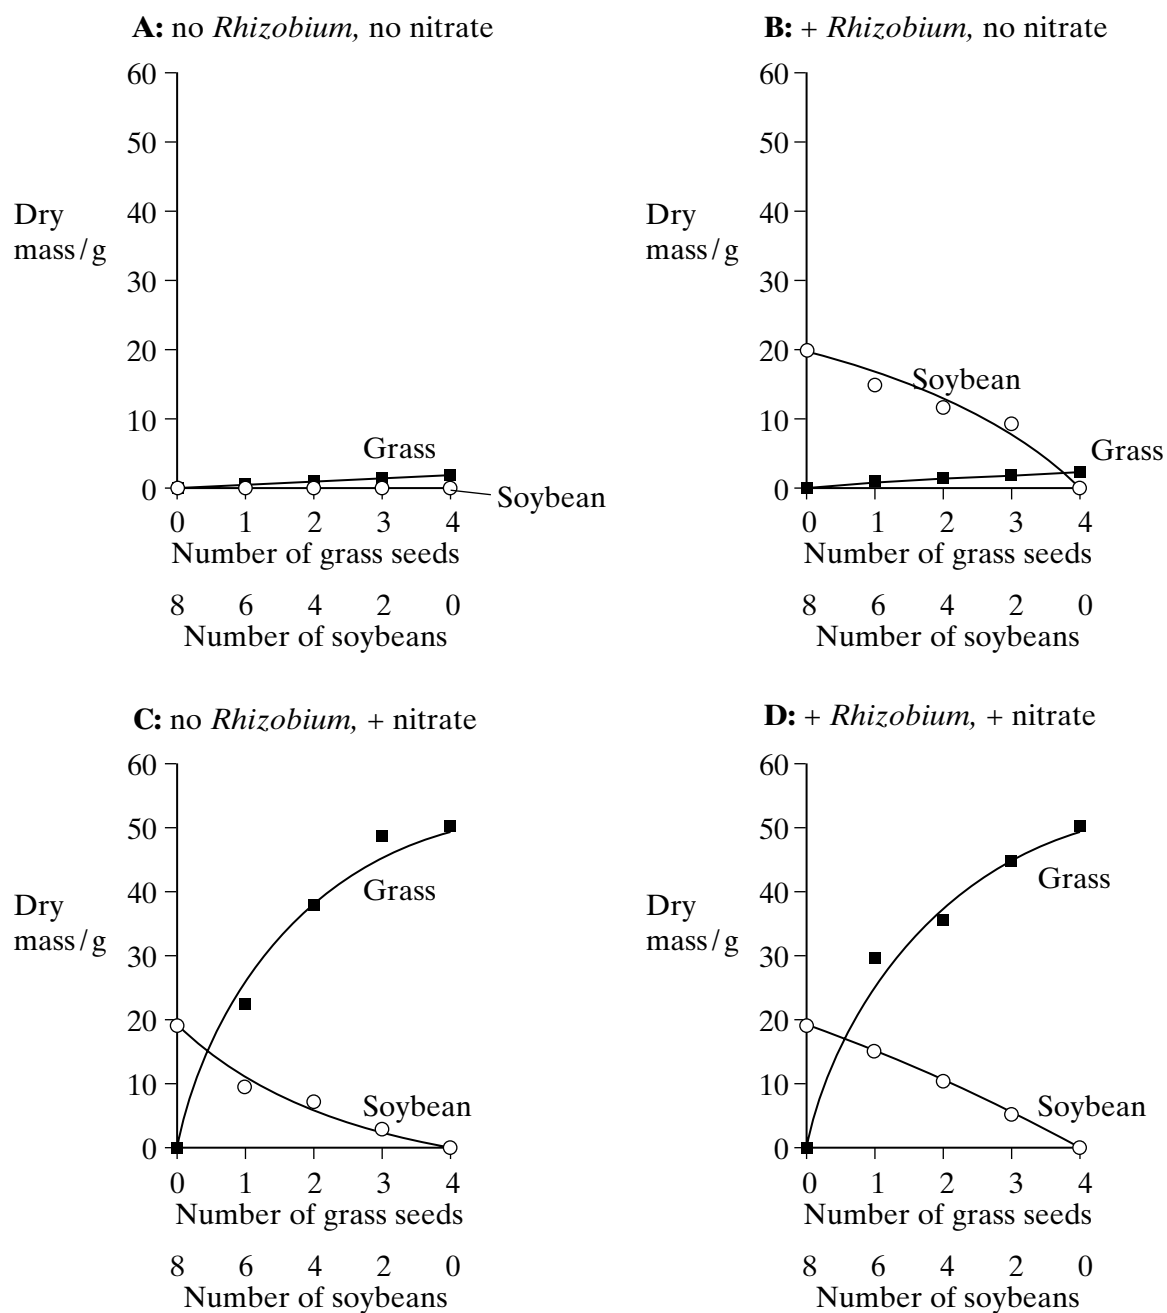 A: no Rhizobium, no nitrate
60
50
40
30
20
10
0
Dry
mass/g
Grass
Soybean
0 1 2 3 4
Number of grass seeds
8 6 4 2 0
Number of soybeans
B: + Rhizobium, no nitrate
60
50
40
30
20
10
0
Dry
mass/g
Soybean
Grass
0 1 2 3 4
Number of grass seeds
8 6 4 2 0
Number of soybeans
C: no Rhizobium, + nitrate
60
50
40
30
20
10
0
Dry
mass/g
Grass
Soybean
0 1 2 3 4
Number of grass seeds
8 6 4 2 0
Number of soybeans
D: + Rhizobium, + nitrate
60
50
40
30
20
10
0
Dry
mass/g
Grass
Soybean
0 1 2 3 4
Number of grass seeds
8 6 4 2 0
Number of soybeans